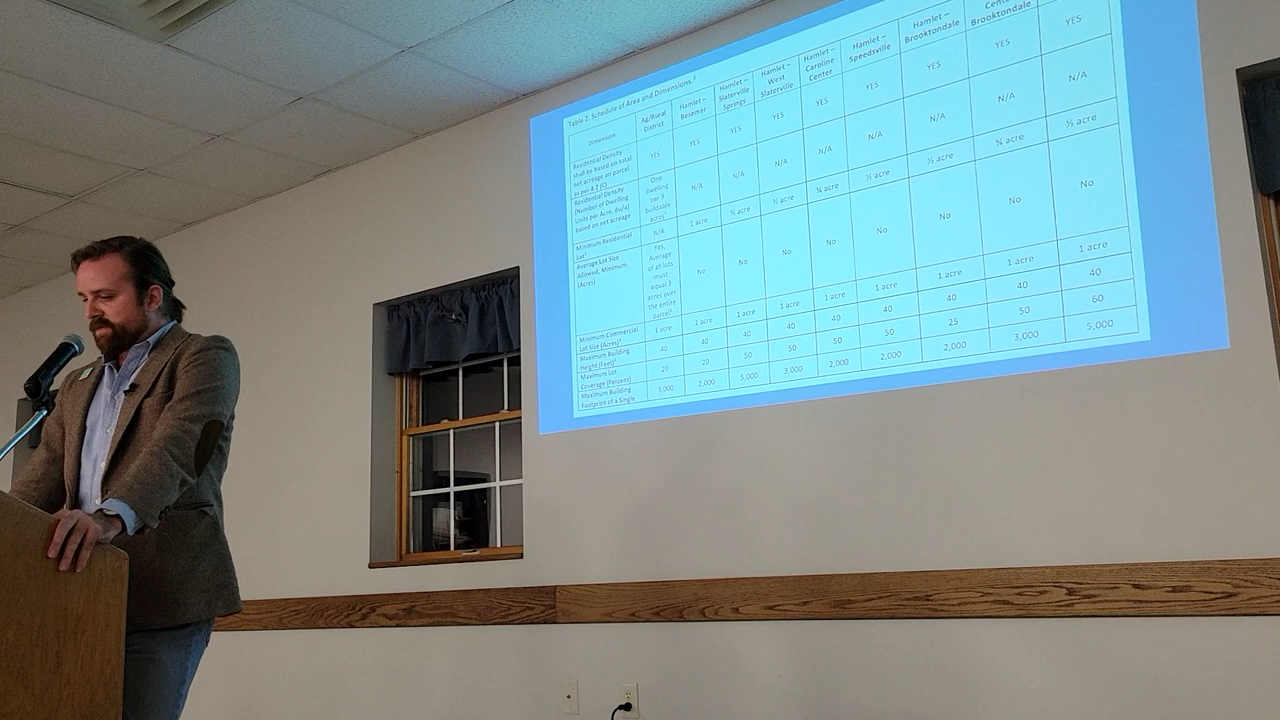 Table 2. Schedule of Area and Dimensions
Dimension
Ag/Rural
District
Hamlet –
Besemer
Hamlet –
Slaterville
Springs
Hamlet –
West
Slaterville
Hamlet –
Caroline
Center
Hamlet –
Speedsville
Hamlet –
Brooktondale
Brooktondale
Residential Density
shall be based on total
net acreage on parcel
as per 4.2 (C)
YES
YES
YES
YES
YES
YES
YES
YES
YES
Residential Density
(Number of Dwelling
Units per Acre, du/a)
based on net acreage
One
dwelling
per 3
buildable
acres
N/A
N/A
N/A
N/A
N/A
N/A
N/A
N/A
Minimum Residential
Lot
N/A
1 acre
½ acre
½ acre
¾ acre
½ acre
½ acre
¾ acre
½ acre
Average Lot Size
Allowed, Minimum
(Acres)
Yes,
Average
of all lots
must
equal 3
acres over
the entire
parcel
No
No
No
No
No
No
No
No
Minimum Commercial
Lot Size (Acres)
1 acre
1 acre
1 acre
1 acre
1 acre
1 acre
1 acre
1 acre
1 acre
Maximum Building
Height (Feet)
40
40
40
40
40
40
40
40
40
Maximum Lot
Coverage (Percent)
20
20
50
50
50
50
25
50
60
Maximum Building
Footprint of a Single
3,000
2,000
5,000
3,000
2,000
2,000
2,000
3,000
5,000